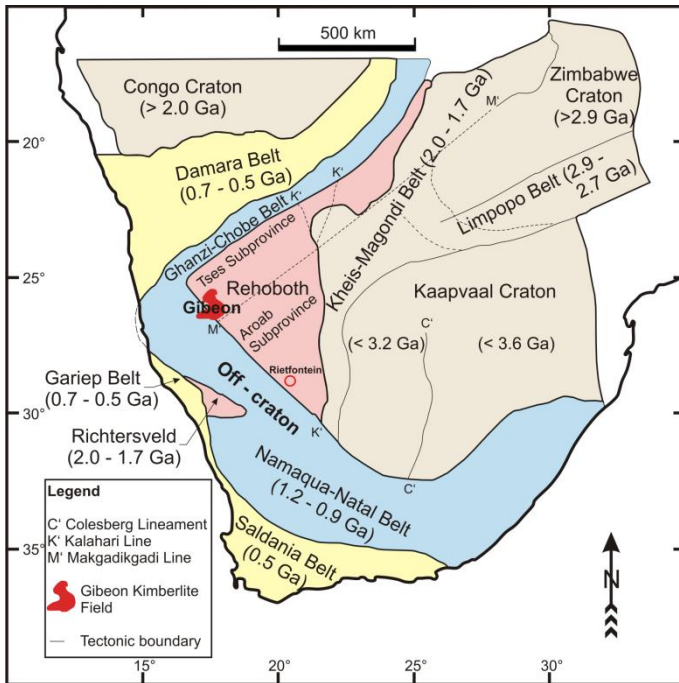 500 km
Congo Craton
(> 2.0 Ga)
Zimbabwe
Craton
(>2.9 Ga)
M'
20°
Damara Belt
(0.7 - 0.5 Ga)
Kheis-Magondi Belt (2.0 - 1.7 Ga)
Limpopo Belt (2.9 -
2.7 Ga)
K'
K'
Ghanzi-Chobe Belt
Tses Subprovince
25°
Rehoboth
Gibeon
M'
Aroab
Subprovince
Kaapvaal Craton
C'
(< 3.2 Ga)
(< 3.6 Ga)
Rietfontein
Off - craton
Gariep Belt
(0.7 - 0.5 Ga)
30°
K'
Richtersveld
(2.0 - 1.7 Ga)
Namaqua-Natal Belt
(1.2 - 0.9 Ga)
C'
Legend
C' Colesberg Lineament
K' Kalahari Line
M' Makgadikgadi Line
Gibeon Kimberlite
Field
Tectonic boundary
Saldania Belt
(0.5 Ga)
35°
N
15°
20°
25°
30°